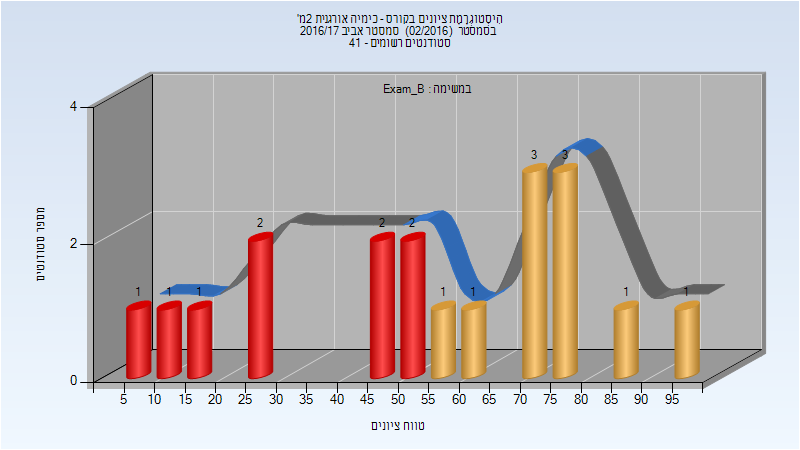 היסטוגרמת ציונים בקורס - כימיה אורגנית 2מ'
בסמסטר (02/2016) סמסטר אביב 2016/17
סטודנטים רשומים - 41
במשימה : Exam_B
מספר סטודנטים
4
2
0
1
1
1
2
2
2
1
1
3
3
1
1
5 10 15 20 25 30 35 40 45 50 55 60 65 70 75 80 85 90 95
טווח ציונים